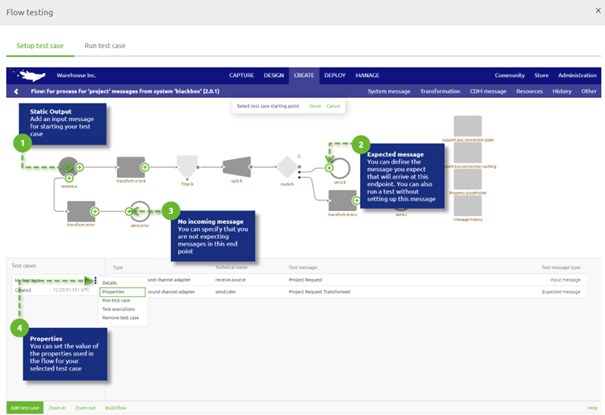 Flow testing
×
Setup test case
Run test case
Warehouse Inc.
CAPTURE
DESIGN
CREATE
DEPLOY
MANAGE
Community
Store
Administration
Flow: for process for 'project' messages from system 'blackbox' (2.0.1)
System message
Transformation
CDM message
Resources
History
Other
Static Output
Add an input message
for starting your test
case
1
Select test case starting point
Done
Cancel
2
Expected message
You can define the
message you expect
that will arrive at this
endpoint. You can also
run a test without
setting up this message
support bus-connection-plain
support bus-connection-caching
Property placeholder
message history
receive.a
transform a to b
filter b
split b
route b
send.b
send.c
transform error
send.error
3
No incoming message
You can specify that you
are not expecting
messages in this end
point
Test cases
Type
Technical name
Test message
Test message type
Created
12:20:31.201 UTC
Details
Properties
Run test case
Test executions
Remove test case
ound channel adapter
receive.source
Project Request
Input message
ound channel adapter
send.cdm
Project Request Transformed
Expected message
4
Properties
You can set the value of
the properties used in
the flow for your
selected test case
Add test case
Zoom in
Zoom out
Build flow
Help